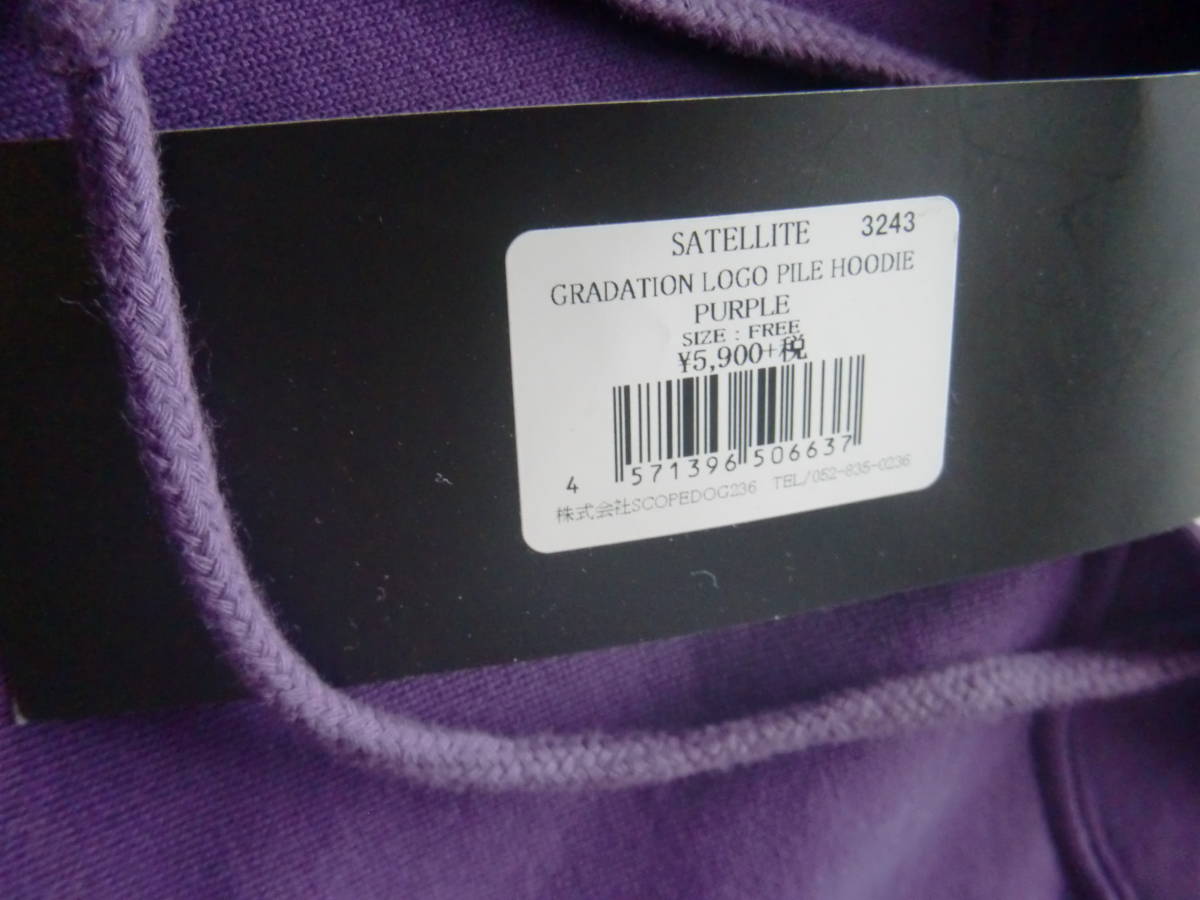 SATELLITE 3243
GRADATION LOGO PILE HOODIE
PURPLE
SIZE : FREE
¥5,900+税
4 571396 506637
株式会社SCOPEDOG236 TEL/052-835-0236